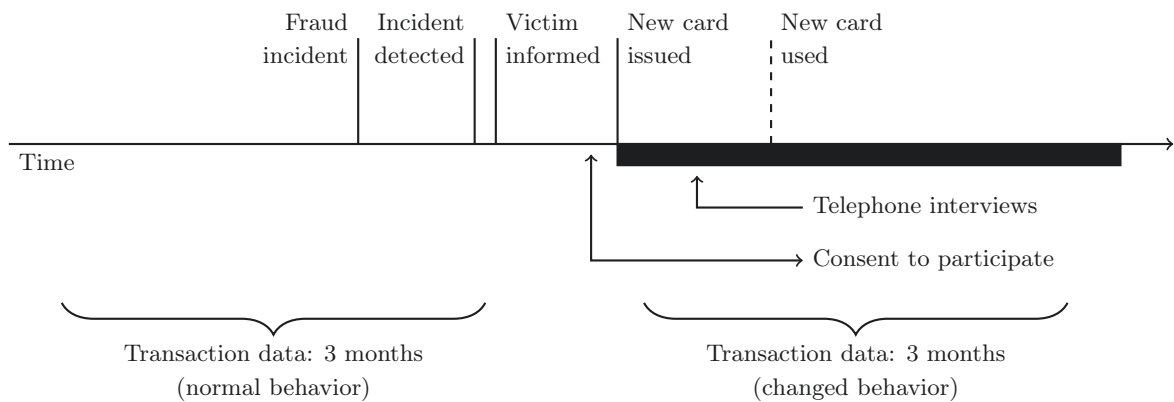 Fraud
incident
Incident
detected
Victim
informed
New card
issued
New card
used
Time
Telephone interviews
Consent to participate
Transaction data: 3 months
(normal behavior)
Transaction data: 3 months
(changed behavior)